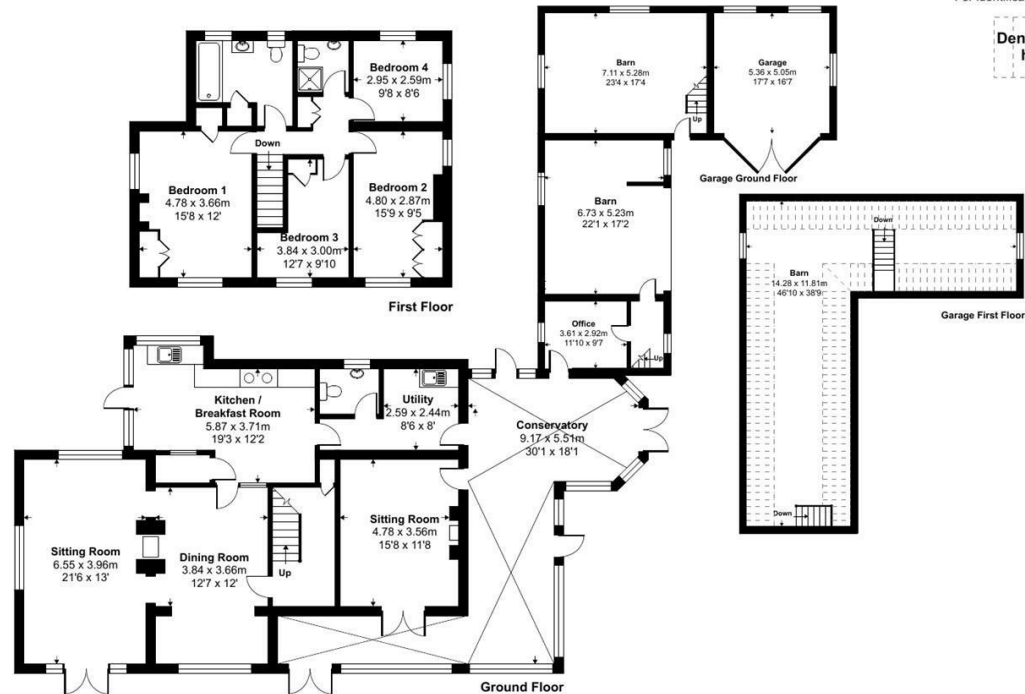 Den
Bedroom 4
2.95 x 2.59m
9'8 x 8'6
Down
Bedroom 1
4.78 x 3.66m
15'8 x 12'
Bedroom 2
4.80 x 2.87m
15'9 x 9'5
Bedroom 3
3.84 x 3.00m
12'7 x 9'10
First Floor
Barn
7.11 x 5.28m
23'4 x 17'4
Up
Garage
5.36 x 5.05m
17'7 x 16'7
Garage Ground Floor
Barn
6.73 x 5.23m
22'1 x 17'2
Office
3.61 x 2.92m
11'10 x 9'7
Up
Down
Barn
14.28 x 11.81m
46'10 x 38'9
Down
Garage First Floor
Kitchen /
Breakfast Room
5.87 x 3.71m
19'3 x 12'2
Utility
2.59 x 2.44m
8'6 x 8'
Conservatory
9.17 x 5.51m
30'1 x 18'1
Sitting Room
6.55 x 3.96m
21'6 x 13'
Dining Room
3.84 x 3.66m
12'7 x 12'
Up
Sitting Room
4.78 x 3.56m
15'8 x 11'8
Ground Floor